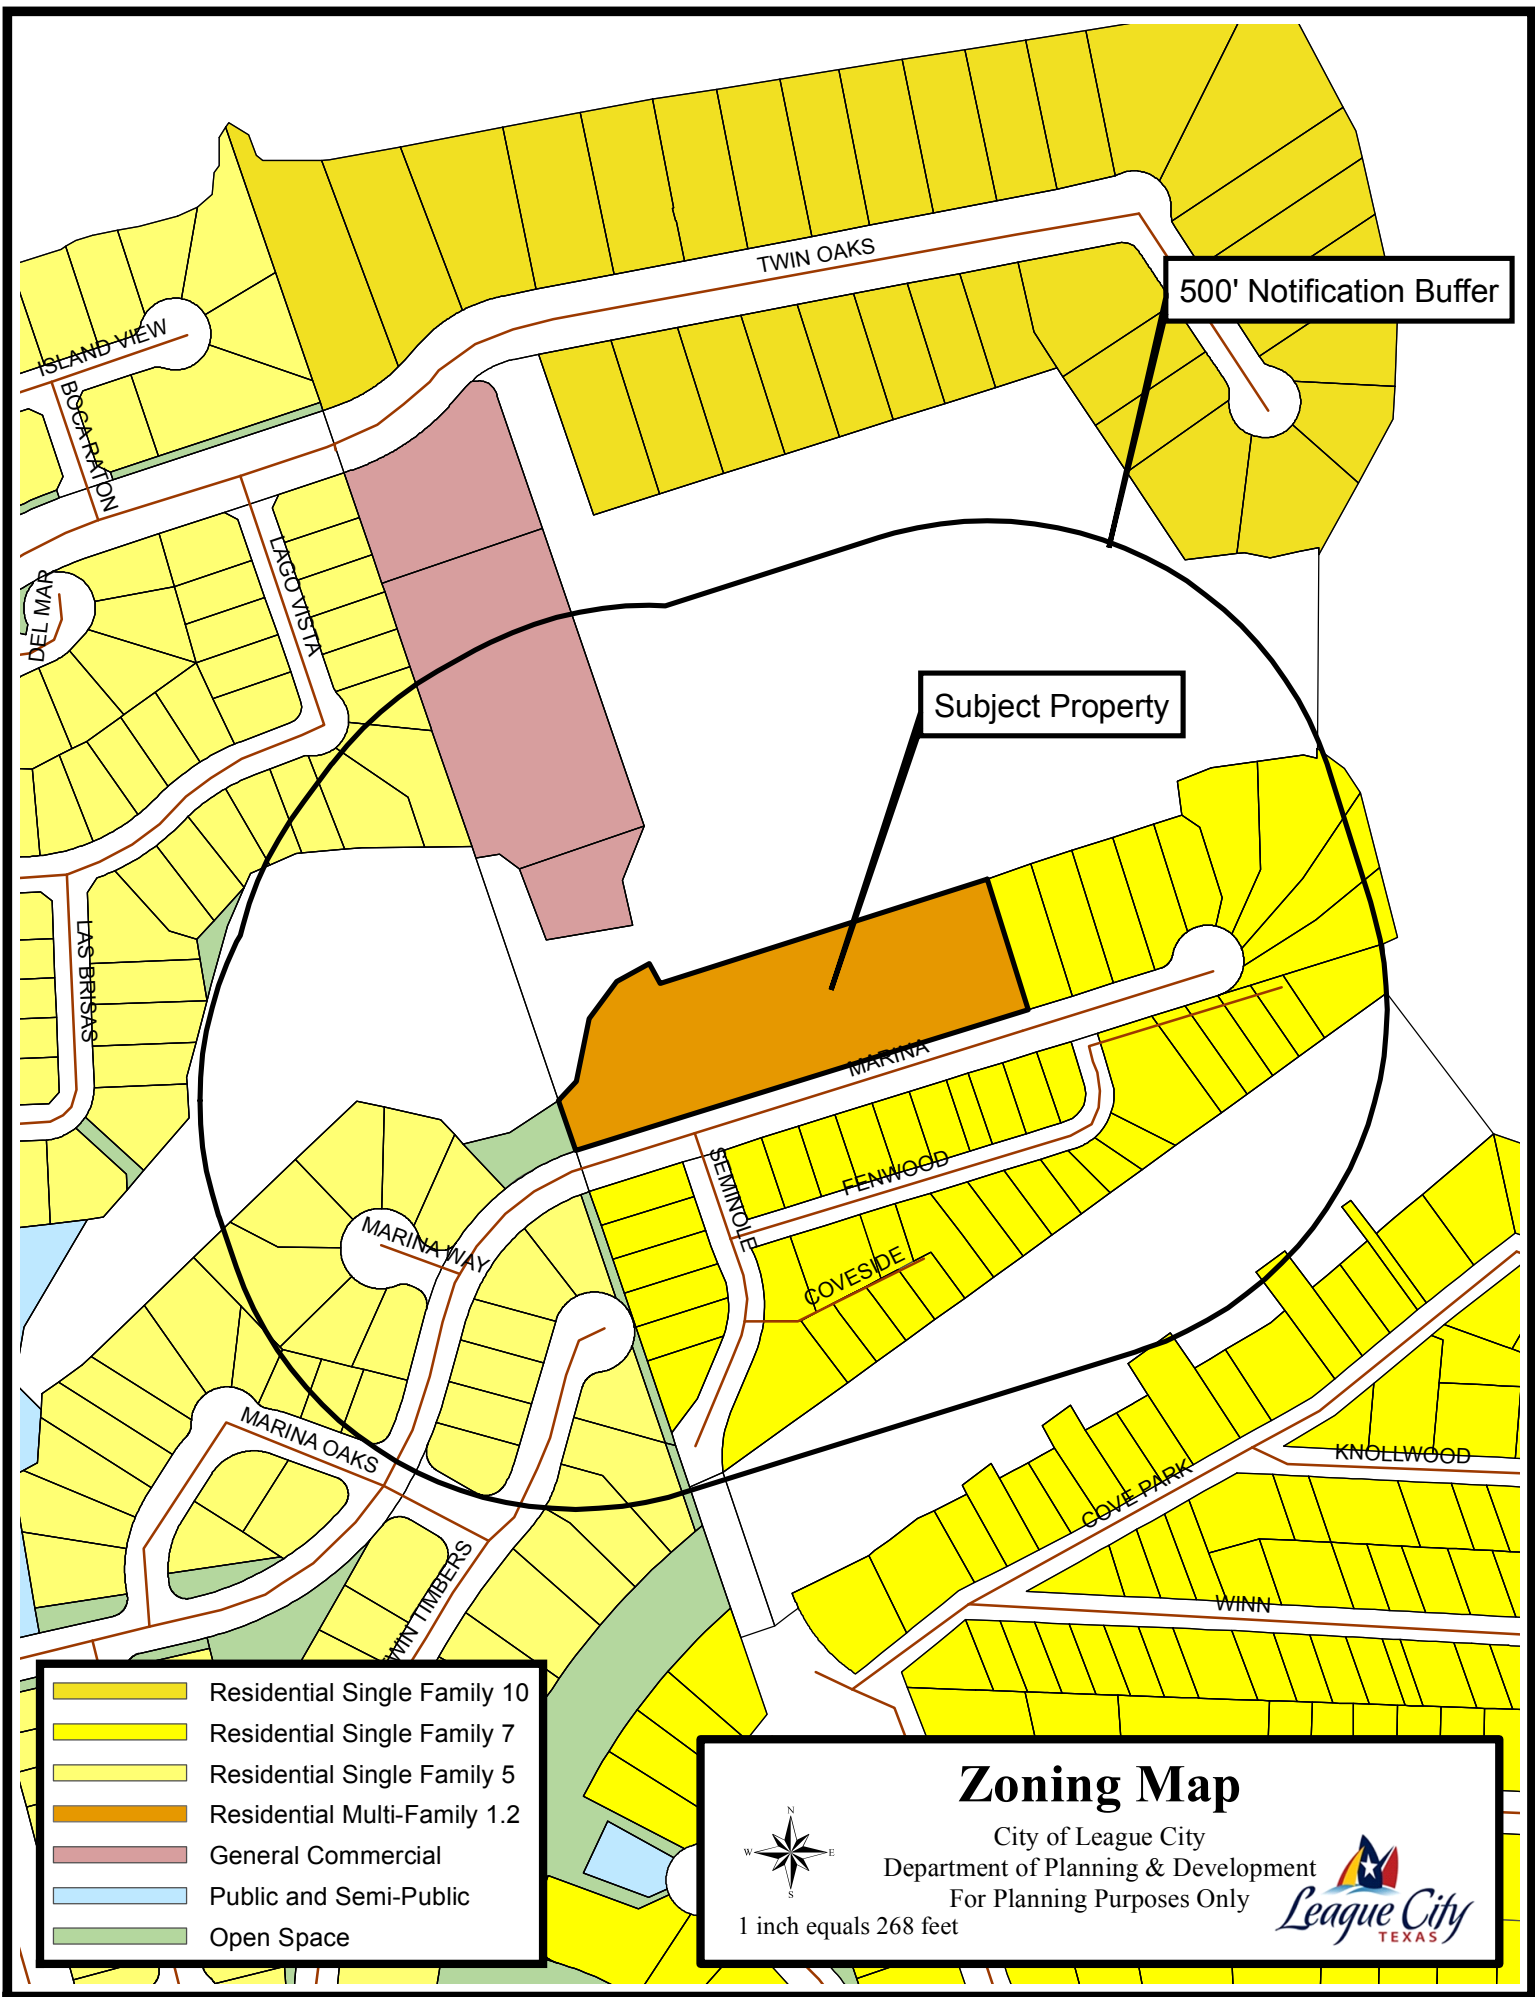 TWIN OAKS
500' Notification Buffer
ISLAND VIEW
BOCA RATON
LAGO VISTA
DEL MAR
Subject Property
LAS BRISAS
MARINA
SEMINOLE
FENWOOD
MARINA WAY
COVESIDE
MARINA OAKS
KNOLLWOOD
COVE PARK
WIN TIMBERS
WINN
Residential Single Family 10
Residential Single Family 7
Residential Single Family 5
Residential Multi-Family 1.2
General Commercial
Public and Semi-Public
Open Space
Zoning Map
City of League City
Department of Planning & Development
For Planning Purposes Only
N
W E
S
1 inch equals 268 feet
League City
TEXAS